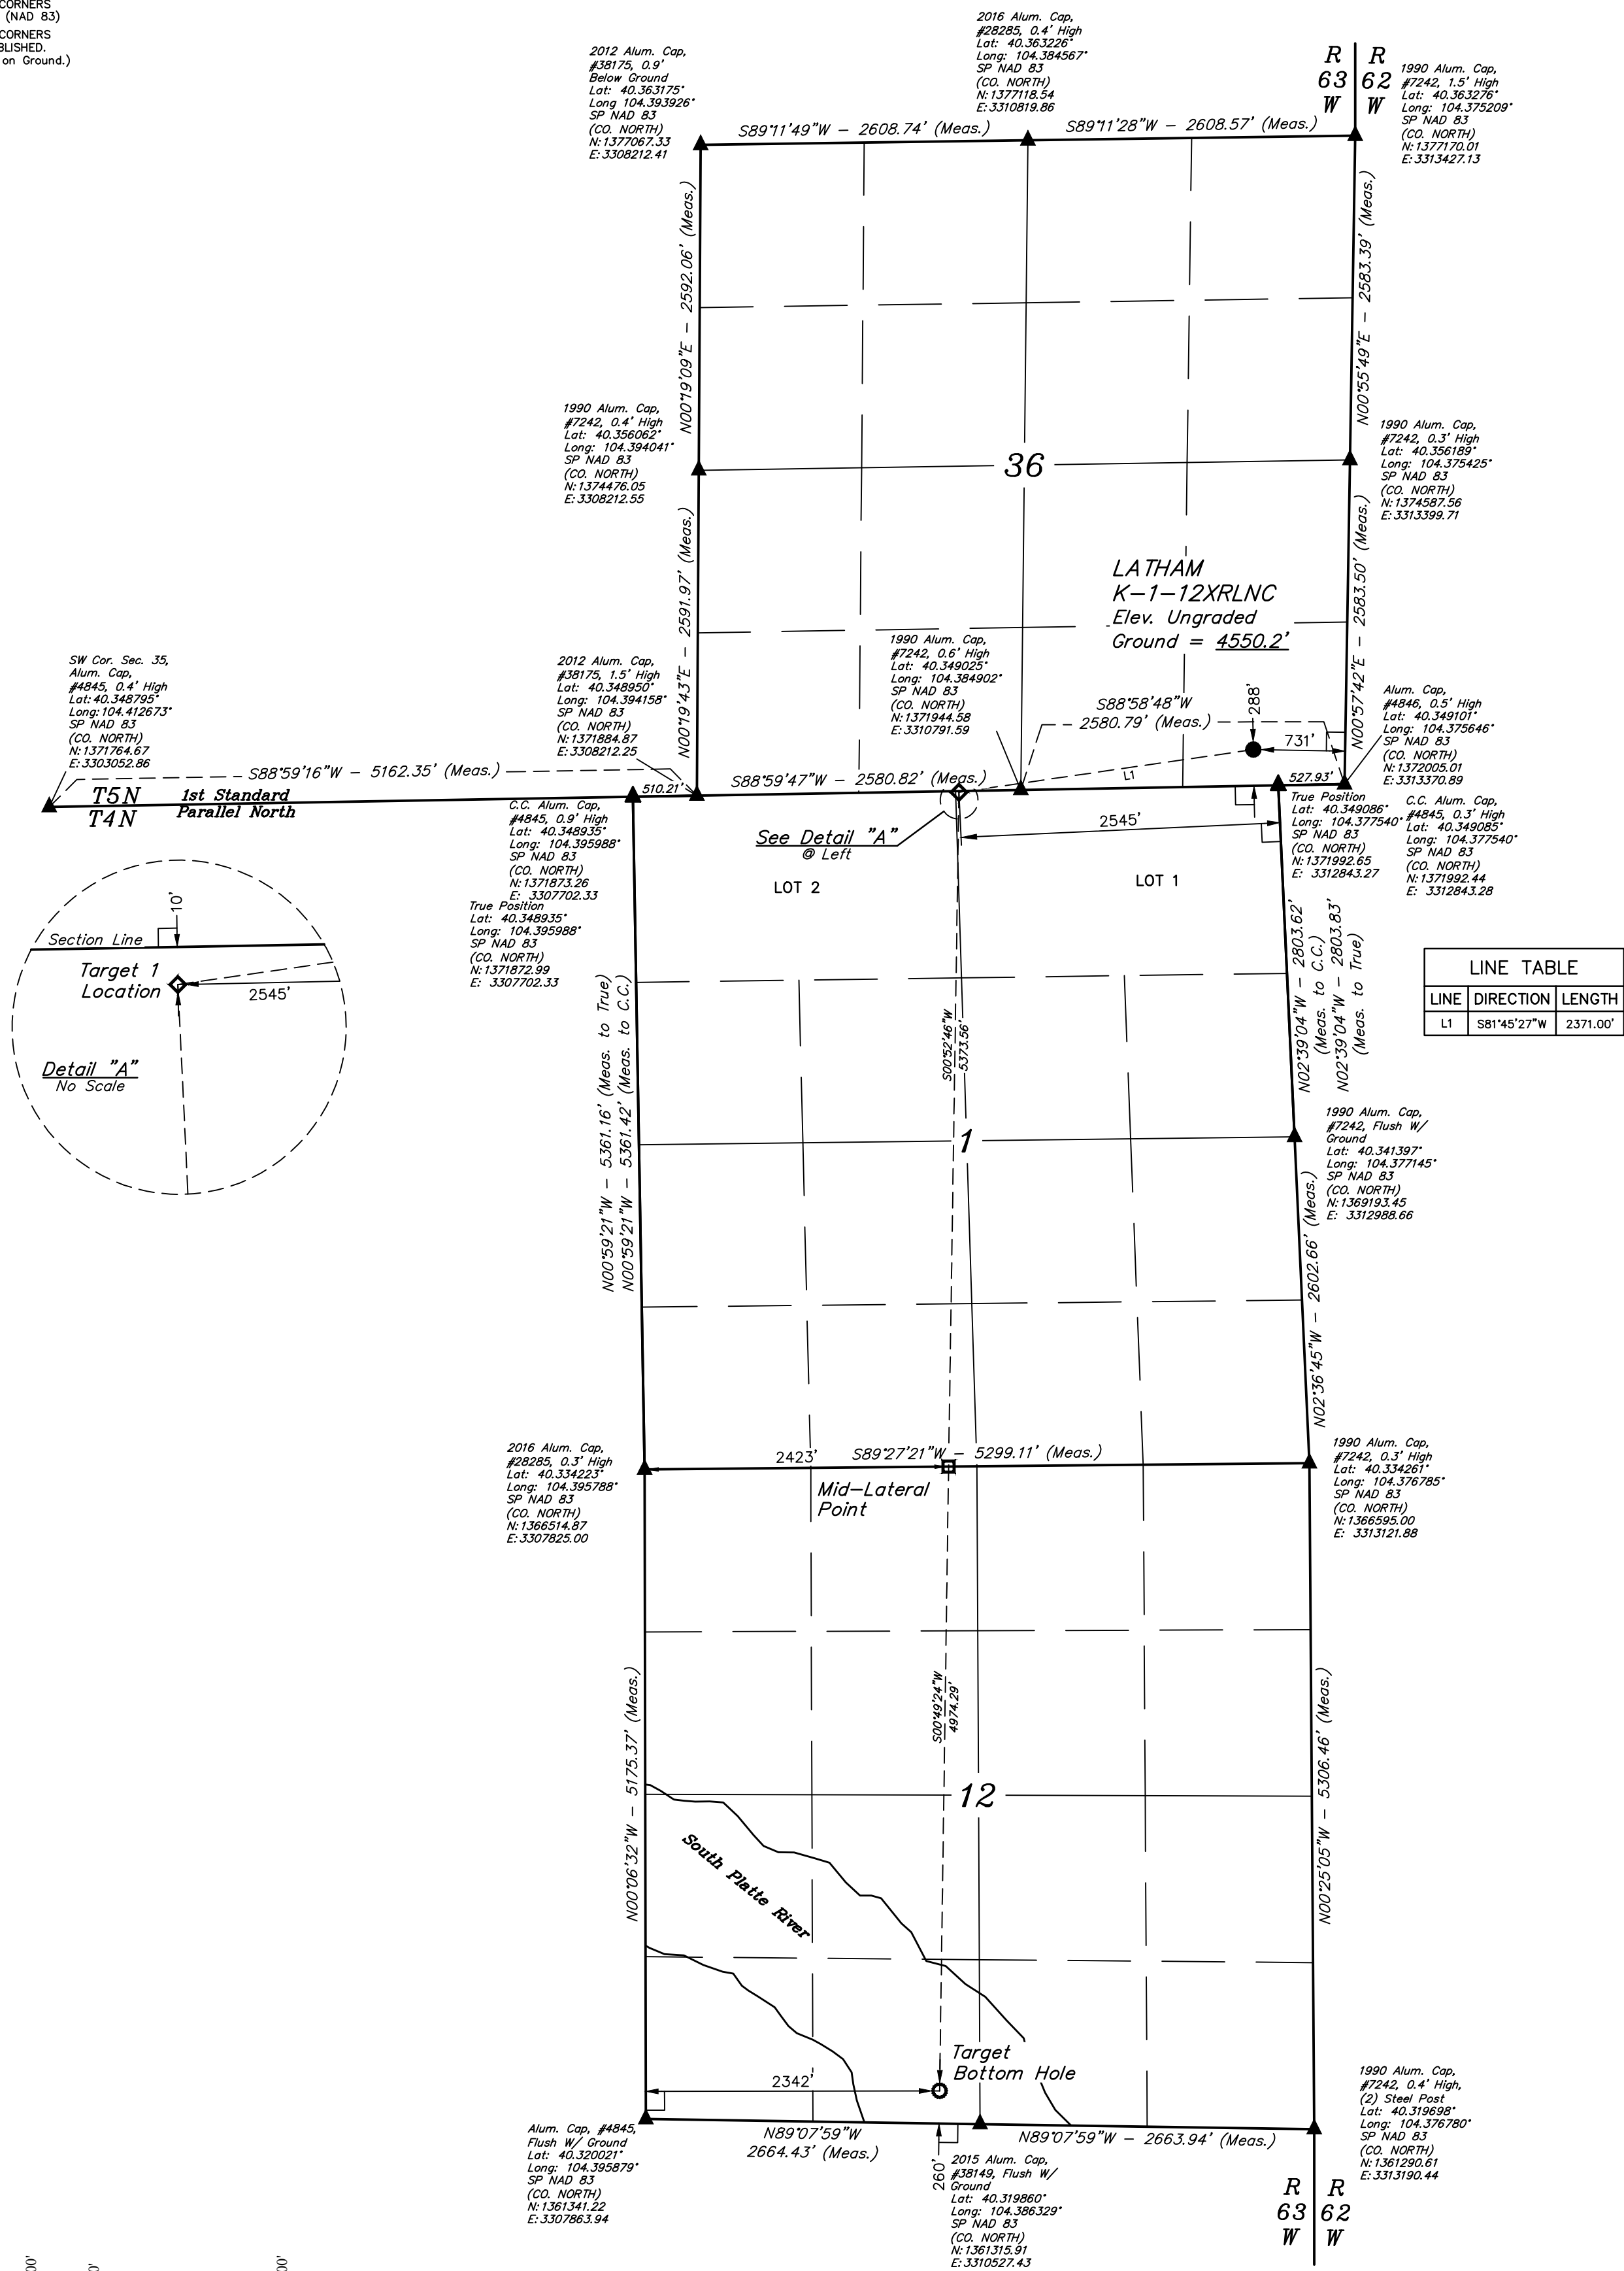 CORNERS
(NAD 83)
CORNERS
BLISHED.
on Ground.)
2012 Alum. Cap,
#38175, 0.9'
Below Ground
Lat: 40.363175°
Long 104.393926°
SP NAD 83
(CO. NORTH)
N:1377067.33
E:3308212.41
2016 Alum. Cap,
#28285, 0.4' High
Lat: 40.363226°
Long: 104.384567°
SP NAD 83
(CO. NORTH)
N:1377118.54
E:3310819.86
R R
63 62
W W
1990 Alum. Cap,
#7242, 1.5' High
Lat: 40.363276°
Long: 104.375209°
SP NAD 83
(CO. NORTH)
N:1377170.01
E:3313427.13
S89°11'49"W - 2608.74' (Meas.)
S89°11'28"W - 2608.57' (Meas.)
N00°19'09"E - 2592.06' (Meas.)
N00°55'49"E - 2583.39' (Meas.)
1990 Alum. Cap,
#7242, 0.4' High
Lat: 40.356062°
Long: 104.394041°
SP NAD 83
(CO. NORTH)
N:1374476.05
E:3308212.55
36
1990 Alum. Cap,
#7242, 0.3' High
Lat: 40.356189°
Long: 104.375425°
SP NAD 83
(CO. NORTH)
N:1374587.56
E:3313399.71
N00°19'43"E - 2591.97' (Meas.)
N00°57'42"E - 2583.50' (Meas.)
LATHAM
K-1-12XRLNC
Elev. Ungraded
Ground = 4550.2'
SW Cor. Sec. 35,
Alum. Cap,
#4845, 0.4' High
Lat:40.348795°
Long:104.412673°
SP NAD 83
(CO. NORTH)
N:1371764.67
E:3303052.86
2012 Alum. Cap,
#38175, 1.5' High
Lat: 40.348950°
Long: 104.394158°
SP NAD 83
(CO. NORTH)
N:1371884.87
E:3308212.25
1990 Alum. Cap,
#7242, 0.6' High
Lat: 40.349025°
Long: 104.384902°
SP NAD 83
(CO. NORTH)
N:1371944.58
E:3310791.59
S88°58'48"W
2580.79' (Meas.)
288'
731'
Alum. Cap,
#4846, 0.5' High
Lat: 40.349101°
Long: 104.375646°
SP NAD 83
(CO. NORTH)
N:1372005.01
E:3313370.89
S88°59'16"W - 5162.35' (Meas.)
510.21'
S88°59'47"W - 2580.82' (Meas.)
L1
527.93'
T5N
T4N
1st Standard
Parallel North
C.C. Alum. Cap,
#4845, 0.9' High
Lat: 40.348935°
Long: 104.395988°
SP NAD 83
(CO. NORTH)
N:1371873.26
E: 3307702.33
True Position
Lat: 40.348935°
Long: 104.395988°
SP NAD 83
(CO. NORTH)
N:1371872.99
E: 3307702.33
See Detail "A"
@ Left
2545'
LOT 2
LOT 1
True Position
Lat: 40.349086°
Long: 104.377540°
SP NAD 83
(CO. NORTH)
N:1371992.65
E: 3312843.27
C.C. Alum. Cap,
#4845, 0.3' High
Lat: 40.349085°
Long: 104.377540°
SP NAD 83
(CO. NORTH)
N:1371992.44
E: 3312843.28
10'
Section Line
Target 1
Location
2545'
Detail "A"
No Scale
LINE TABLE
LINE DIRECTION LENGTH
L1 S81°45'27"W 2371.00'
N00°59'21"W - 5361.16' (Meas. to True)
N00°59'21"W - 5361.42' (Meas. to C.C.)
S00°52'46"W
5373.56'
N02°39'04"W - 2803.62'
(Meas. to C.C.)
N02°39'04"W - 2803.83'
(Meas. to True)
1
1990 Alum. Cap,
#7242, Flush W/
Ground
Lat: 40.341397°
Long: 104.377145°
SP NAD 83
(CO. NORTH)
N:1369193.45
E: 3312988.66
N02°36'45"W - 2602.66' (Meas.)
2016 Alum. Cap,
#28285, 0.3' High
Lat: 40.334223°
Long: 104.395788°
SP NAD 83
(CO. NORTH)
N:1366514.87
E:3307825.00
2423'
S89°27'21"W - 5299.11' (Meas.)
Mid-Lateral
Point
1990 Alum. Cap,
#7242, 0.3' High
Lat: 40.334261°
Long: 104.376785°
SP NAD 83
(CO. NORTH)
N:1366595.00
E: 3313121.88
N00°06'32"W - 5175.37' (Meas.)
S00°49'24"W
4974.29'
N00°25'05"W - 5306.46' (Meas.)
12
South Platte River
Target
Bottom Hole
2342'
Alum. Cap, #4845,
Flush W/ Ground
Lat: 40.320021°
Long: 104.395879°
SP NAD 83
(CO. NORTH)
N:1361341.22
E:3307863.94
N89°07'59"W
2664.43' (Meas.)
260'
2015 Alum. Cap,
#38149, Flush W/
Ground
Lat: 40.319860°
Long: 104.386329°
SP NAD 83
(CO. NORTH)
N:1361315.91
E:3310527.43
N89°07'59"W - 2663.94' (Meas.)
1990 Alum. Cap,
#7242, 0.4' High,
(2) Steel Post
Lat: 40.319698°
Long: 104.376780°
SP NAD 83
(CO. NORTH)
N:1361290.61
E:3313190.44
R R
63 62
W W
00'
0'
00'